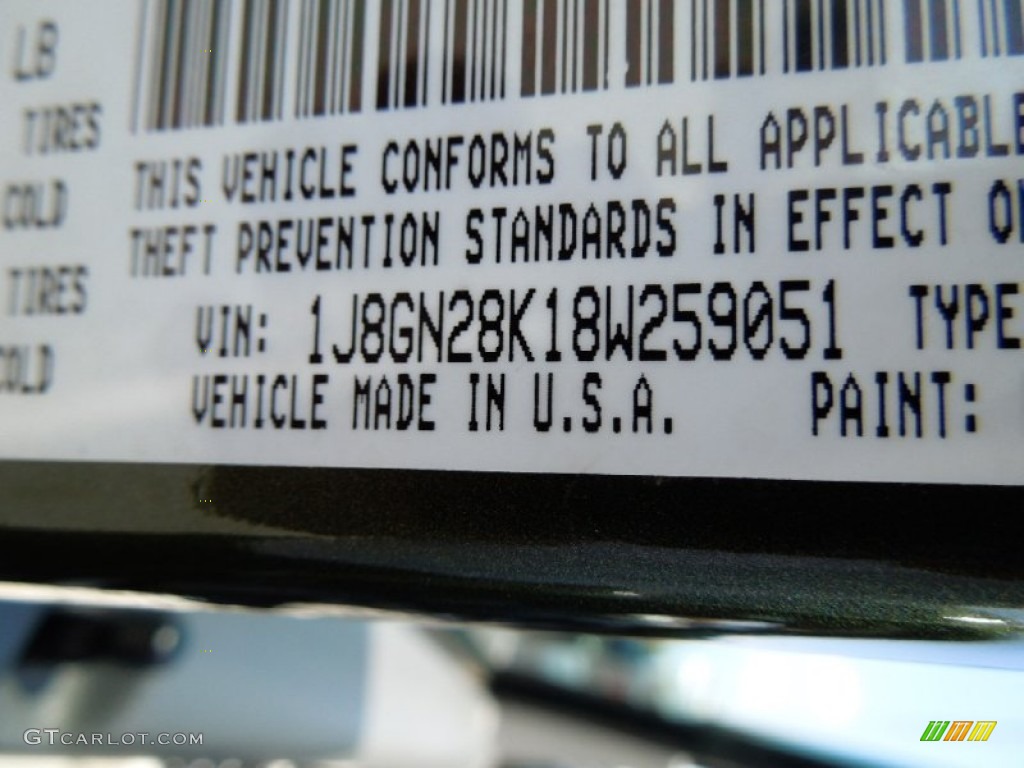 LB
TIRES
COLD
TIRES
COLD
THIS VEHICLE CONFORMS TO ALL APPLICABLE
THEFT PREVENTION STANDARDS IN EFFECT
VIN: 1J8GN28K18W259051 TYPE
VEHICLE MADE IN U.S.A. PAINT:
GTCARLOT.COM